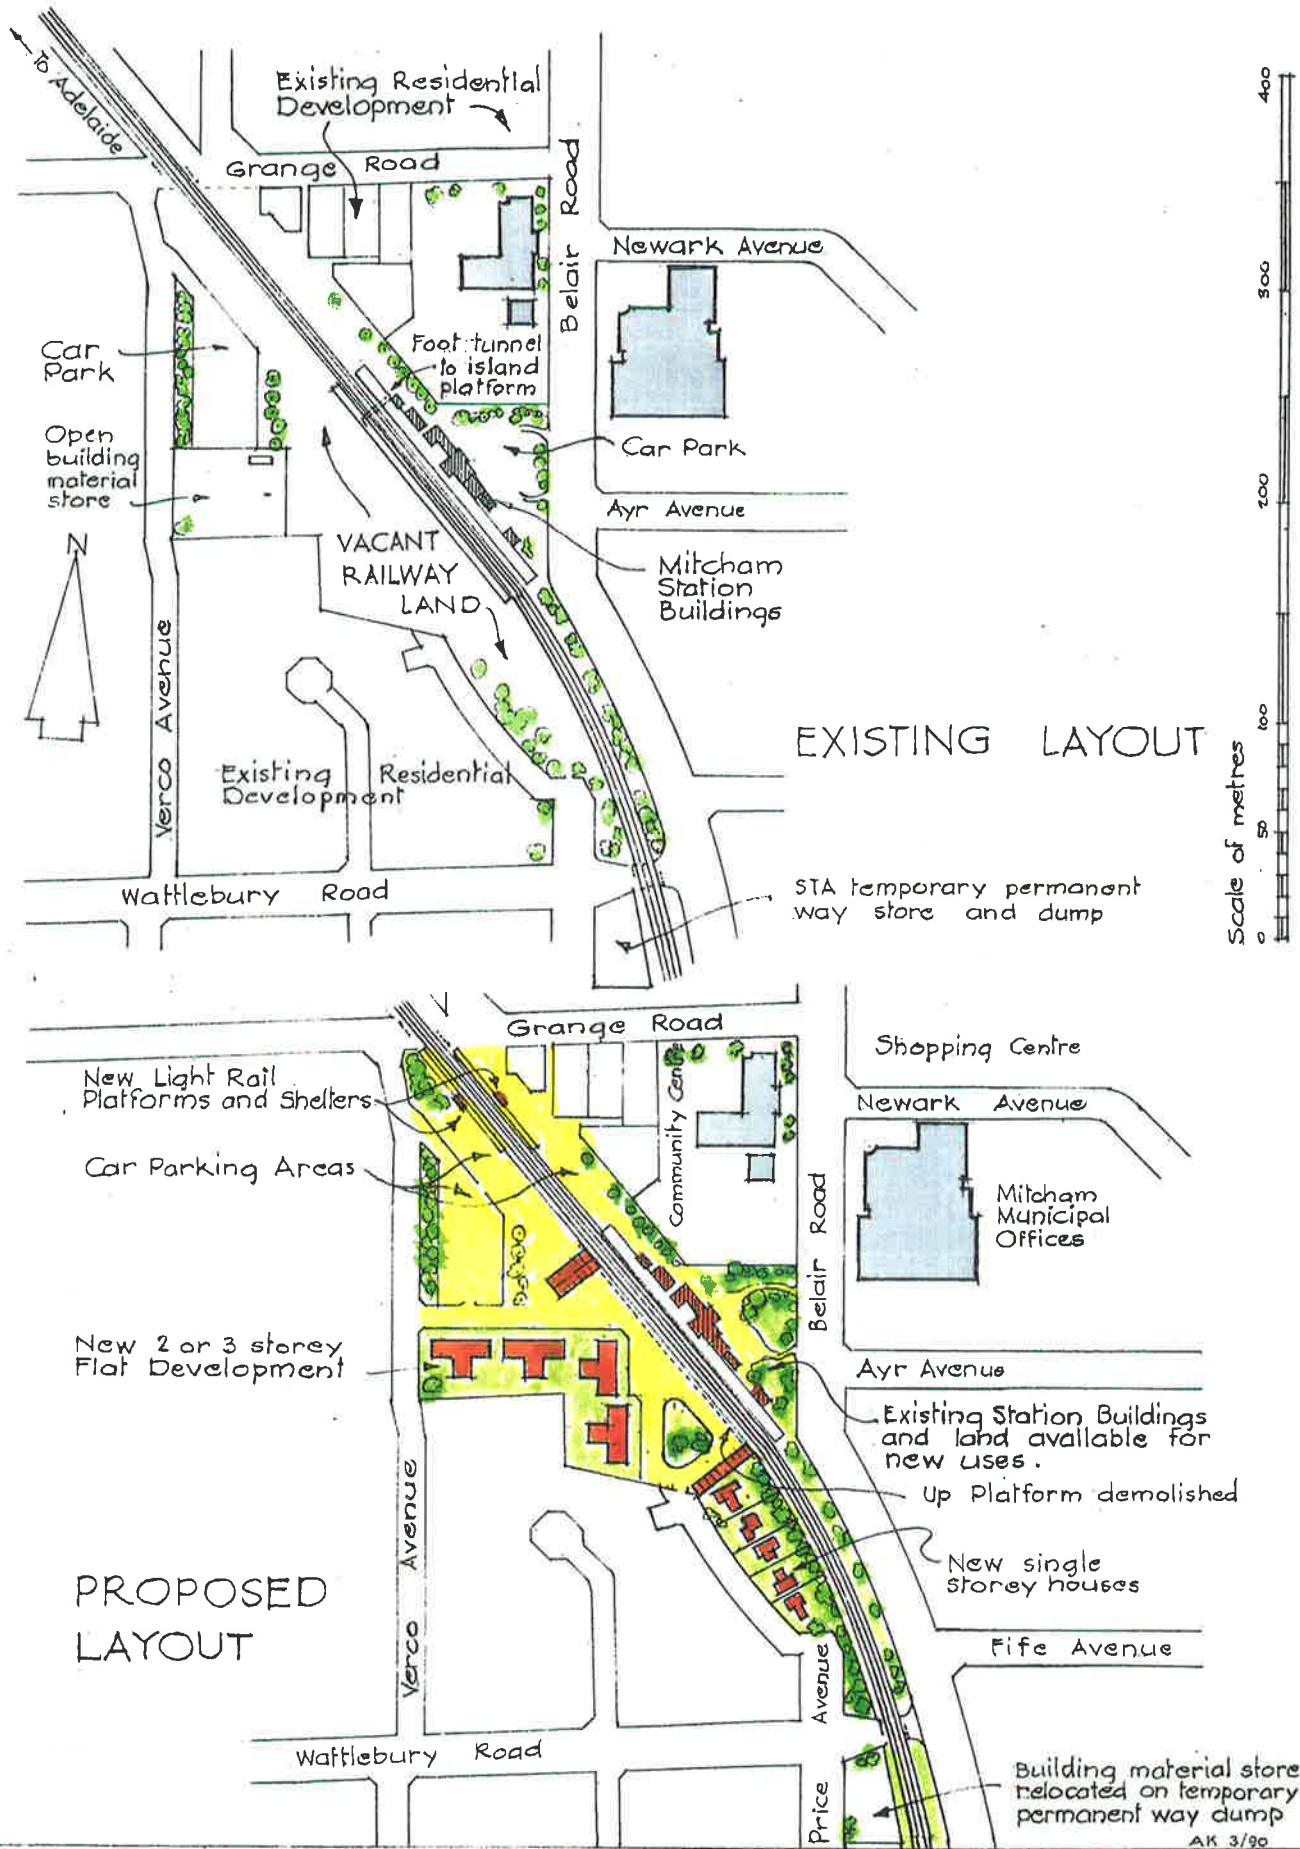 To Adelaide
Existing Residential
Development
Grange Road
Belair Road
Newark Avenue
Car
Park
Foot tunnel
to island
platform
Open
building
material
store
Car Park
Ayr Avenue
N
VACANT
RAILWAY
LAND
Mitcham
Station
Buildings
Verco Avenue
EXISTING LAYOUT
Existing Residential
Development
Wattlebury Road
STA temporary permanent
way store and dump
Scale of metres
0
50
100
200
300
400
Grange Road
Shopping Centre
New Light Rail
Platforms and Shelters
Newark Avenue
Car Parking Areas
Community Centre
Belair Road
Mitcham
Municipal
Offices
New 2 or 3 storey
Flat Development
Ayr Avenue
Existing Station Buildings
and land available for
new uses.
Up Platform demolished
Verco Avenue
New single
storey houses
PROPOSED
LAYOUT
Fife Avenue
Price Avenue
Wattlebury Road
Building material store
relocated on temporary
permanent way dump
AK 3/90